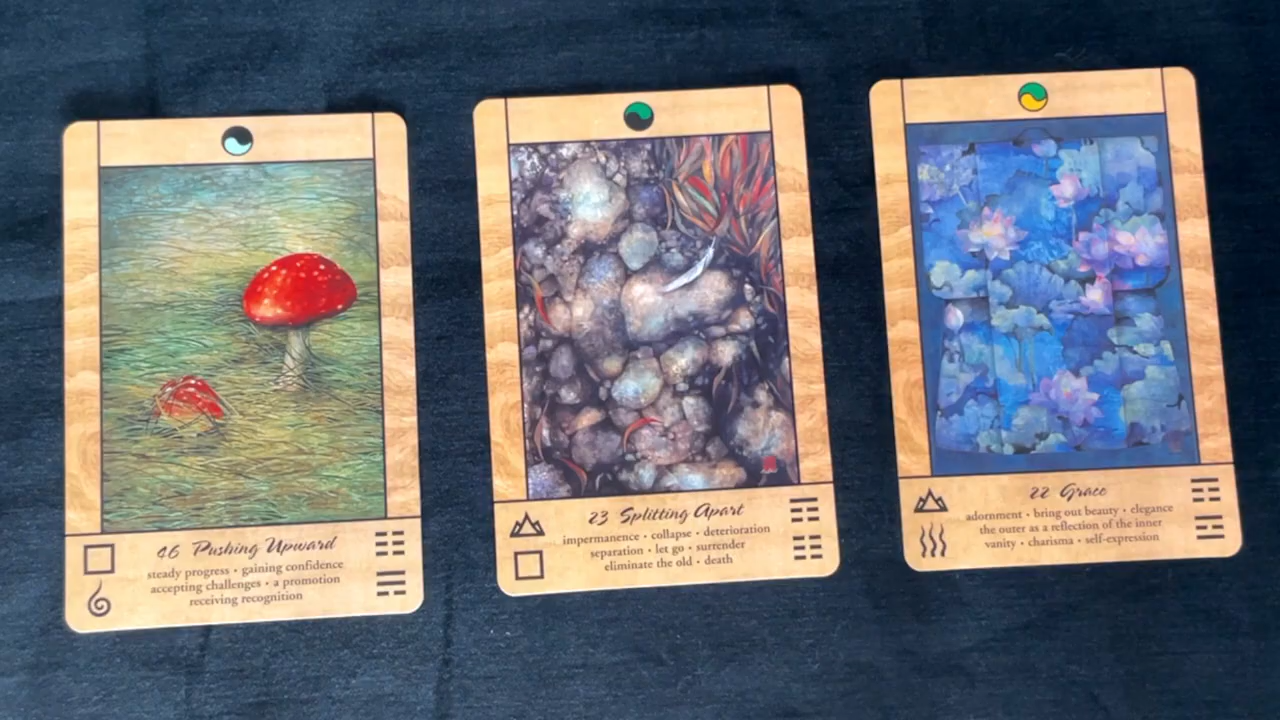 46 Pushing Upward
steady progress • gaining confidence
accepting challenges • a promotion
receiving recognition
23 Splitting Apart
impermanence • collapse • deterioration
separation • let go • surrender
eliminate the old • death
22 Grace
adornment • bring out beauty • elegance
the outer as a reflection of the inner
vanity • charisma • self-expression